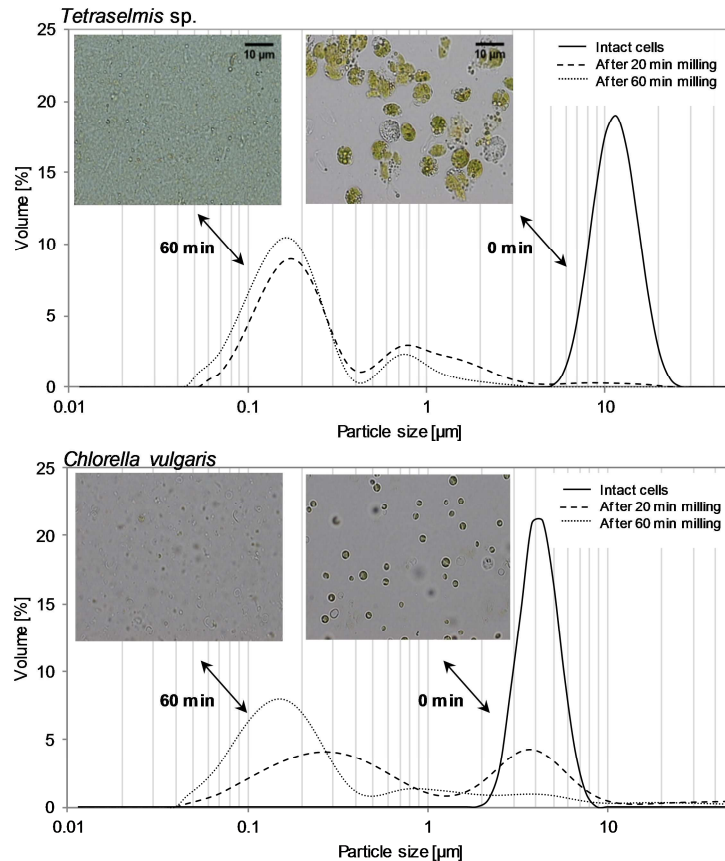 Tetraselmis sp.
25
20
15
10
5
0
Volume [%]
10 µm
10 µm
Intact cells
After 20 min milling
After 60 min milling
60 min
0 min
0.01
0.1
1
10
Particle size [µm]
Chlorella vulgaris
25
20
15
10
5
0
Volume [%]
Intact cells
After 20 min milling
After 60 min milling
60 min
0 min
0.01
0.1
1
10
Particle size [µm]